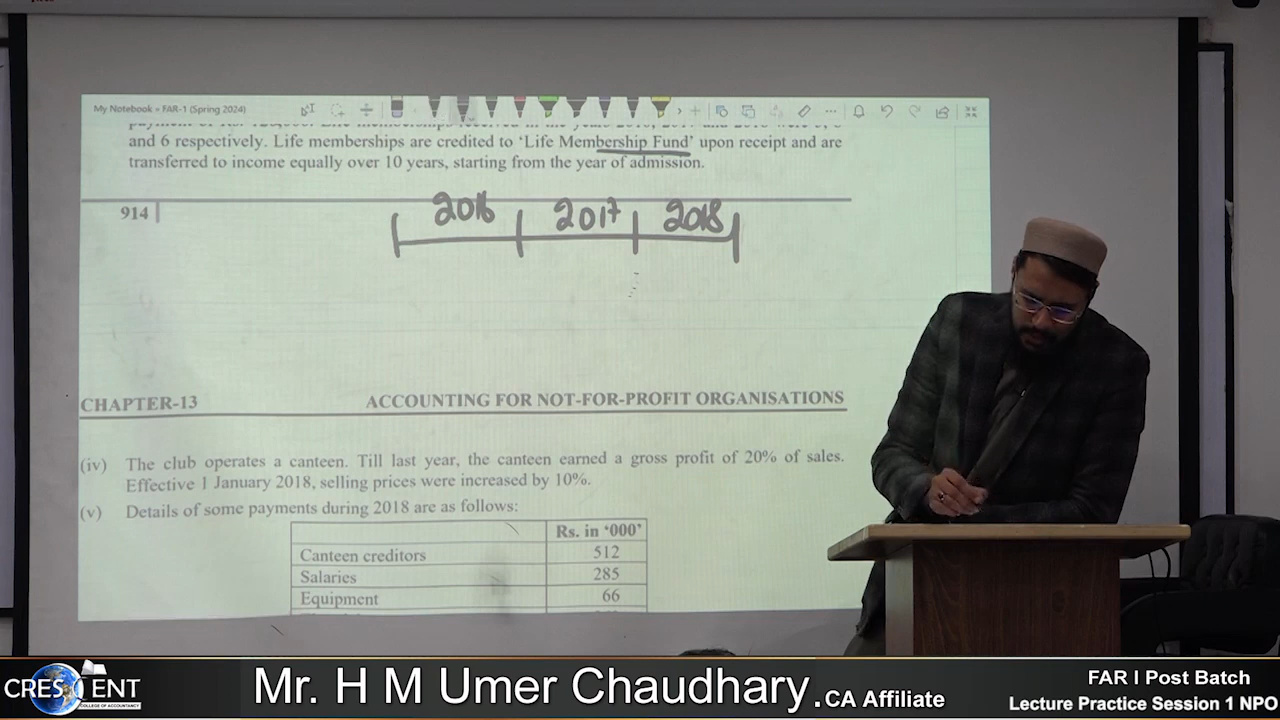 My Notebook » FAR-1 (Spring 2024)
and 6 respectively. Life memberships are credited to ‘Life Membership Fund’ upon receipt and are
transferred to income equally over 10 years, starting from the year of admission.
914
2016 2017 2018
CHAPTER-13 ACCOUNTING FOR NOT-FOR-PROFIT ORGANISATIONS
(iv) The club operates a canteen. Till last year, the canteen earned a gross profit of 20% of sales.
Effective 1 January 2018, selling prices were increased by 10%.
(v) Details of some payments during 2018 are as follows:
Rs. in ‘000’
Canteen creditors 512
Salaries 285
Equipment 66
CRESCENT
COLLEGE OF ACCOUNTANCY
Mr. H M Umer Chaudhary . CA Affiliate
FAR I Post Batch
Lecture Practice Session 1 NPO